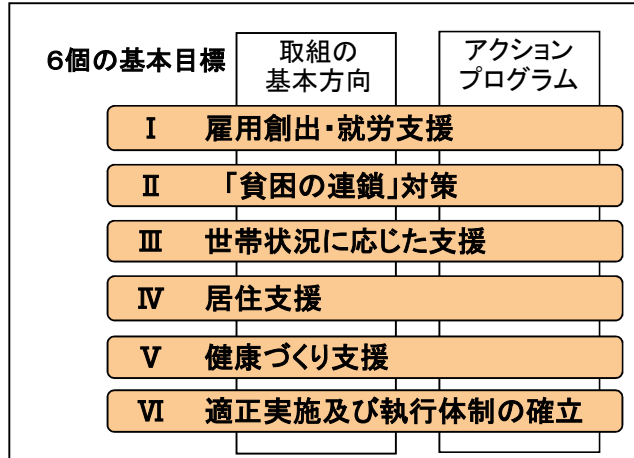 6個の基本目標
取組の
基本方向
アクション
プログラム
Ⅰ 雇用創出・就労支援
Ⅱ 「貧困の連鎖」対策
Ⅲ 世帯状況に応じた支援
Ⅳ 居住支援
Ⅴ 健康づくり支援
Ⅵ 適正実施及び執行体制の確立